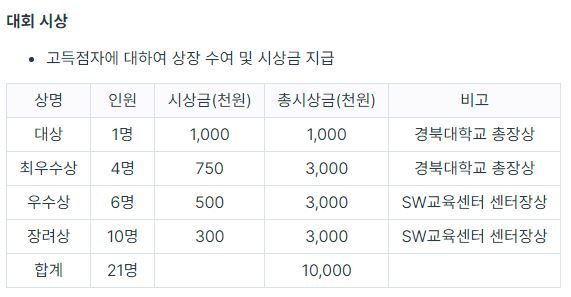 대회 시상
• 고득점자에 대하여 상장 수여 및 시상금 지급
상명 인원 시상금(천원) 총시상금(천원) 비고
대상 1명 1,000 1,000 경북대학교 총장상
최우수상 4명 750 3,000 경북대학교 총장상
우수상 6명 500 3,000 SW교육센터 센터장상
장려상 10명 300 3,000 SW교육센터 센터장상
합계 21명 10,000